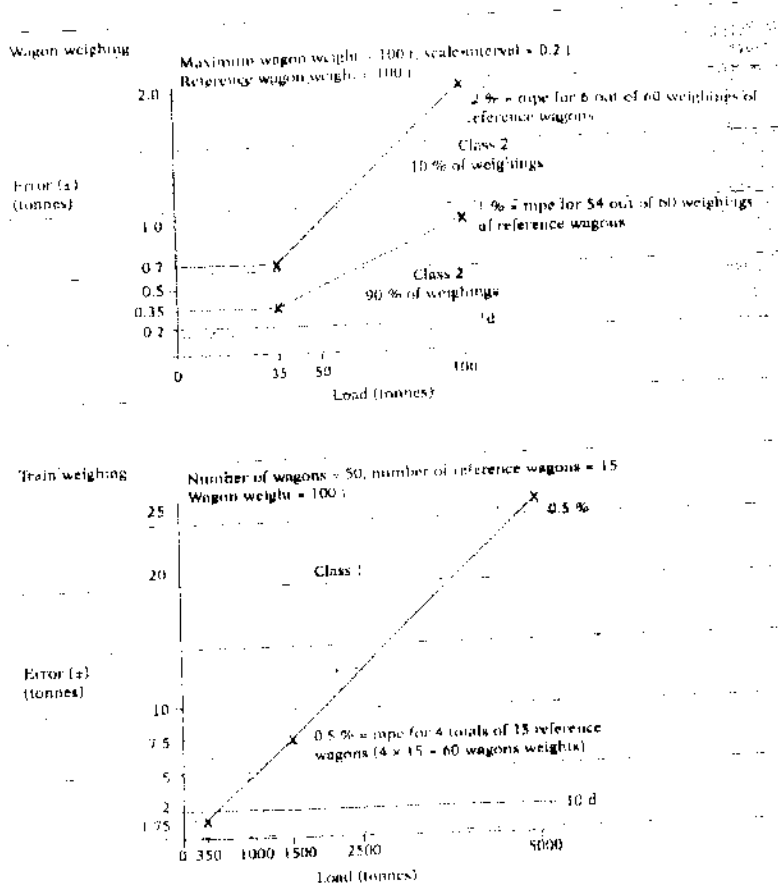 Wagon weighing
Maximum wagon weight = 100 t, scale-interval = 0.2 t
Reference wagon weight = 100 t
2.0
2 % = mpe for 6 out of 60 weighings of
reference wagons
Class 2
10 % of weighings
Error (±)
(tonnes)
1.0
1 % = mpe for 54 out of 60 weighings
of reference wagons
0.7
0.5
Class 2
90 % of weighings
0.35
0.2
d
0
35
50
100
Load (tonnes)
Train weighing
Number of wagons = 50, number of reference wagons = 15
Wagon weight = 100 t
25
0.5 %
20
Class 1
Error (±)
(tonnes)
10
7.5
0.5 % = mpe for 4 totals of 15 reference
wagons (4 × 15 = 60 wagons weights)
5
2
10 d
1.75
0
350
1000
1500
2500
5000
Load (tonnes)